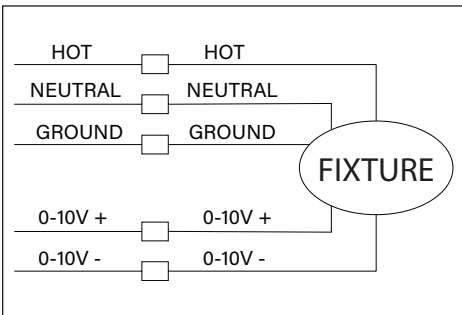 HOT HOT
NEUTRAL NEUTRAL
GROUND GROUND
FIXTURE
0-10V + 0-10V +
0-10V - 0-10V -